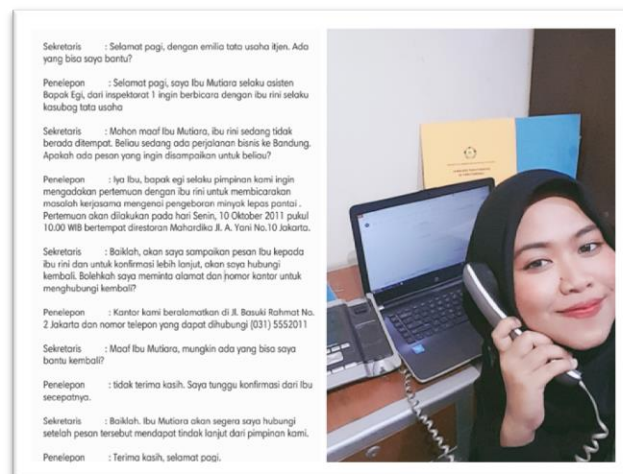 Sekretaris : Selamat pagi, dengan emilia tata usaha itjen. Ada
yang bisa saya bantu?
Penelepon : Selamat pagi, saya Ibu Mutiara selaku asisten
Bapak Egi, dari inspektorat 1 ingin berbicara dengan ibu rini selaku
kasubag tata usaha
Sekretaris : Mohon maaf Ibu Mutiara, ibu rini sedang tidak
berada ditempat. Beliau sedang ada perjalanan bisnis ke Bandung.
Apakah ada pesan yang ingin disampaikan untuk beliau?
Penelepon : Iya Ibu, bapak egi selaku pimpinan kami ingin
mengadakan pertemuan dengan ibu rini untuk membicarakan
masalah kerjasama mengenai pengeboran minyak lepas pantai .
Pertemuan akan dilakukan pada hari Senin, 10 Oktober 2011 pukul
10.00 WIB bertempat direstoran Mahardika Jl. A. Yani No.10 Jakarta.
Sekretaris : Baiklah, akan saya sampaikan pesan Ibu kepada
ibu rini dan untuk konfirmasi lebih lanjut, akan saya hubungi
kembali. Bolehkah saya meminta alamat dan nomor kantor untuk
menghubungi kembali?
Penelepon : Kantor kami beralamatkan di Jl. Basuki Rahmat No.
2 Jakarta dan nomor telepon yang dapat dihubungi (031) 5552011
Sekretaris : Maaf Ibu Mutiara, mungkin ada yang bisa saya
bantu kembali?
Penelepon : tidak terima kasih. Saya tunggu konfirmasi dari Ibu
secepatnya.
Sekretaris : Baiklah. Ibu Mutiara akan segera saya hubungi
setelah pesan tersebut mendapat tindak lanjut dari pimpinan kami.
Penelepon : Terima kasih, selamat pagi.